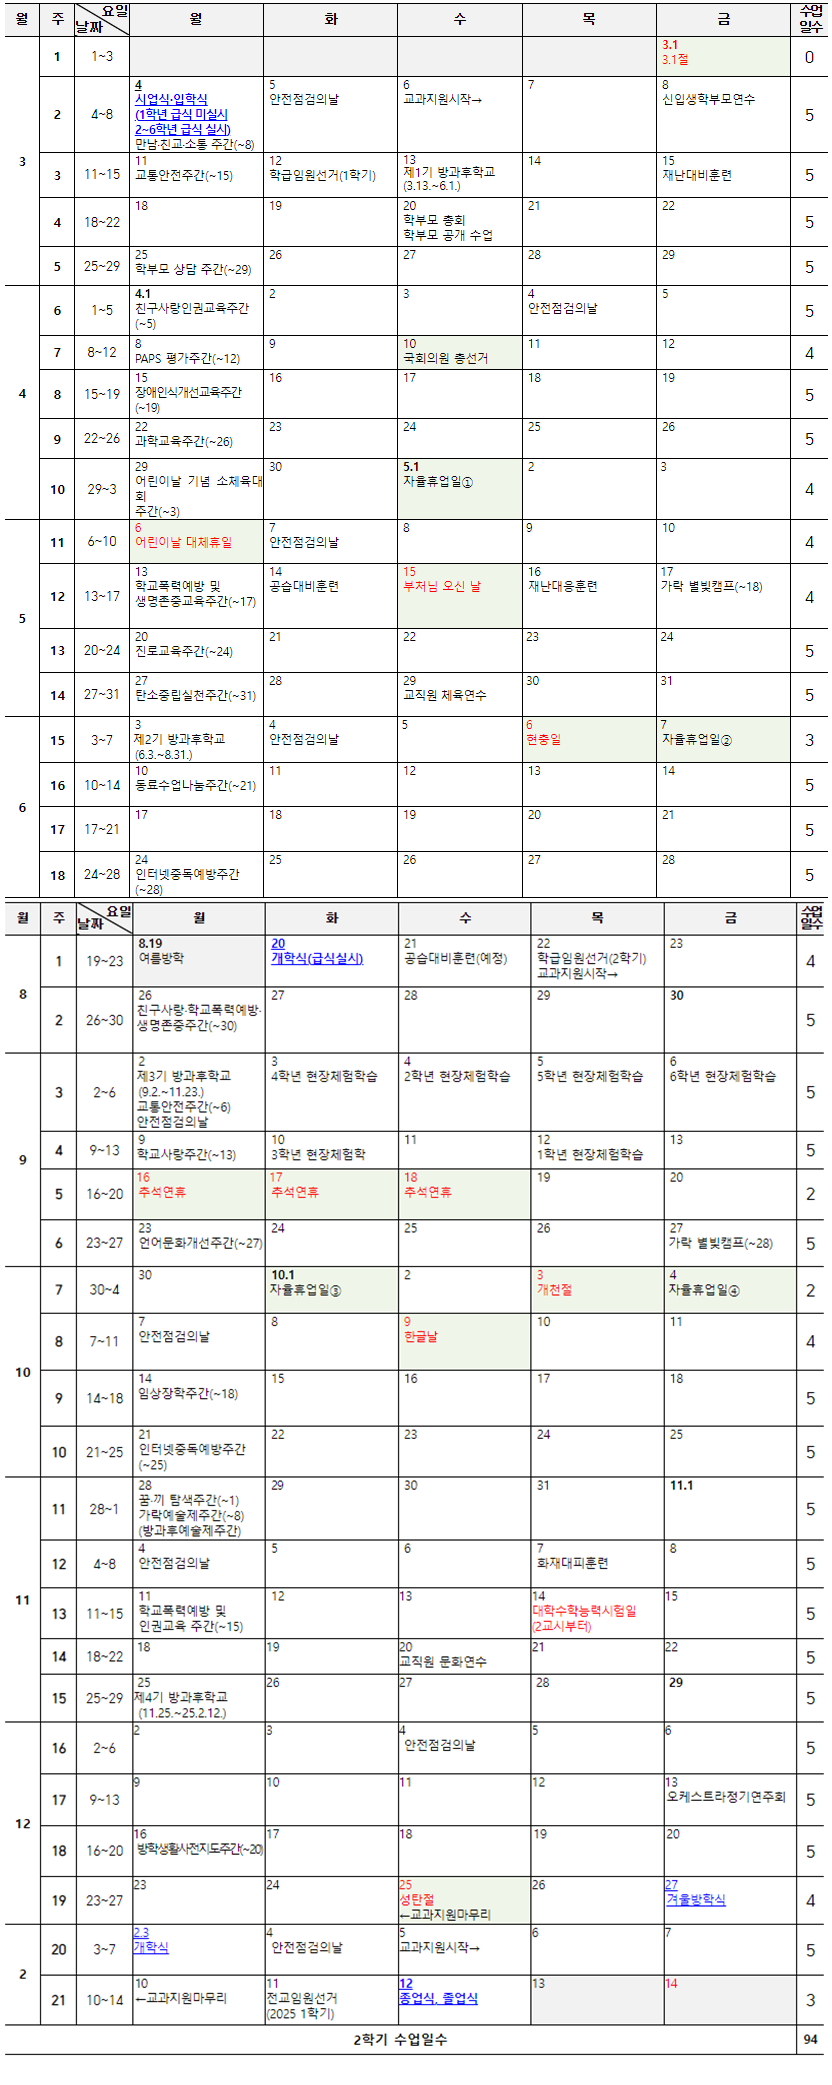 월 주 요일 날짜 월 화 수 목 금 수업일수
3
1 1~3 0
3.1
3.1절
2 4~8 5
4
시업식·입학식
(1학년 급식 미실시
2~6학년 급식 실시)
만남·친교·소통 주간(~8)
5
안전점검의날
6
교과지원시작→
7
8
신입생학부모연수
3 11~15 5
11
교통안전주간(~15)
12
학급임원선거(1학기)
13
제1기 방과후학교
(3.13.~6.1.)
14
15
재난대비훈련
4 18~22 5
18
19
20
학부모 총회
학부모 공개 수업
21
22
5 25~29 5
25
학부모 상담 주간(~29)
26
27
28
29
4
6 1~5 5
4.1
친구사랑인권교육주간
(~5)
2
3
4
안전점검의날
5
7 8~12 4
8
PAPS 평가주간(~12)
9
10
국회의원 총선거
11
12
8 15~19 5
15
장애인식개선교육주간
(~19)
16
17
18
19
9 22~26 5
22
과학교육주간(~26)
23
24
25
26
10 29~3 4
29
어린이날 기념 소체육대
회
주간(~3)
30
5.1
자율휴업일①
2
3
5
11 6~10 4
6
어린이날 대체휴일
7
안전점검의날
8
9
10
12 13~17 4
13
학교폭력예방 및
생명존중교육주간(~17)
14
공습대비훈련
15
부처님 오신 날
16
재난대응훈련
17
가락 별빛캠프(~18)
13 20~24 5
20
진로교육주간(~24)
21
22
23
24
14 27~31 5
27
탄소중립실천주간(~31)
28
29
교직원 체육연수
30
31
6
15 3~7 3
3
제2기 방과후학교
(6.3.~8.31.)
4
안전점검의날
5
6
현충일
7
자율휴업일②
16 10~14 5
10
동료수업나눔주간(~21)
11
12
13
14
17 17~21 5
17
18
19
20
21
18 24~28 5
24
인터넷중독예방주간
(~28)
25
26
27
28
월 주 요일 날짜 월 화 수 목 금 수업일수
8
1 19~23 4
8.19
여름방학
20
개학식(급식실시)
21
공습대비훈련(예정)
22
학급임원선거(2학기)
교과지원시작→
23
2 26~30 5
26
친구사랑·학교폭력예방·
생명존중주간(~30)
27
28
29
30
9
3 2~6 5
2
제3기 방과후학교
(9.2.~11.23.)
교통안전주간(~6)
안전점검의날
3
4학년 현장체험학습
4
2학년 현장체험학습
5
5학년 현장체험학습
6
6학년 현장체험학습
4 9~13 5
9
학교사랑주간(~13)
10
3학년 현장체험학
11
12
1학년 현장체험학습
13
5 16~20 2
16
추석연휴
17
추석연휴
18
추석연휴
19
20
6 23~27 5
23
언어문화개선주간(~27)
24
25
26
27
가락 별빛캠프(~28)
10
7 30~4 2
30
10.1
자율휴업일③
2
3
개천절
4
자율휴업일④
8 7~11 4
7
안전점검의날
8
9
한글날
10
11
9 14~18 5
14
임상장학주간(~18)
15
16
17
18
10 21~25 5
21
인터넷중독예방주간
(~25)
22
23
24
25
11
11 28~1 5
28
꿈·끼 탐색주간(~1)
가락예술제주간(~8)
(방과후예술제주간)
29
30
31
11.1
12 4~8 5
4
안전점검의날
5
6
7
화재대피훈련
8
13 11~15 5
11
학교폭력예방 및
인권교육 주간(~15)
12
13
14
대학수학능력시험일
(2교시부터)
15
14 18~22 5
18
19
20
교직원 문화연수
21
22
15 25~29 5
25
제4기 방과후학교
(11.25.~25.2.12.)
26
27
28
29
12
16 2~6 5
2
3
4
안전점검의날
5
6
17 9~13 5
9
10
11
12
13
오케스트라정기연주회
18 16~20 5
16
방학생활사전지도주간(~20)
17
18
19
20
19 23~27 4
23
24
25
성탄절
←교과지원마무리
26
27
겨울방학식
2
20 3~7 5
2.3
개학식
4
안전점검의날
5
교과지원시작→
6
7
21 10~14 3
10
←교과지원마무리
11
전교임원선거
(2025 1학기)
12
종업식, 졸업식
13
14
2학기 수업일수 94